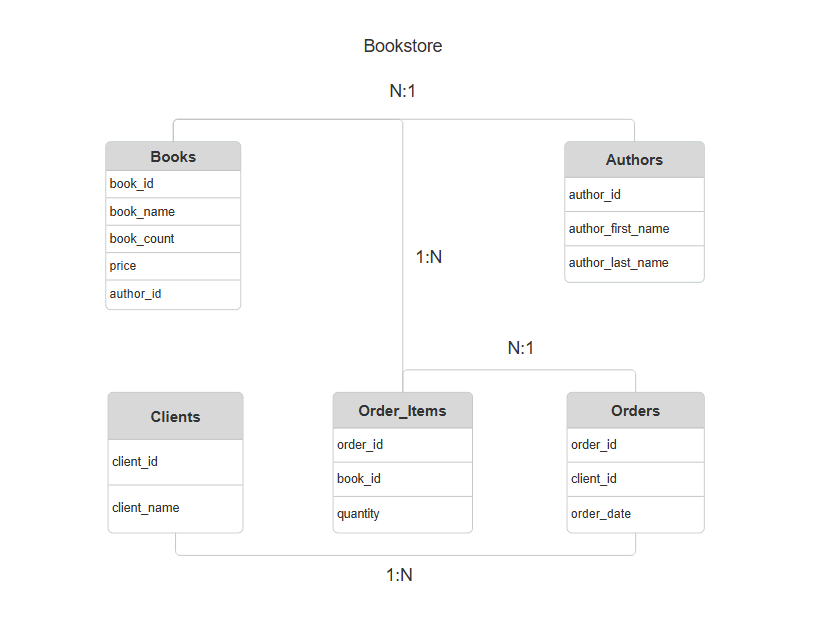 Bookstore
N:1
Books
book_id
book_name
book_count
price
author_id
Authors
author_id
author_first_name
author_last_name
1:N
N:1
Clients
client_id
client_name
Order_Items
order_id
book_id
quantity
Orders
order_id
client_id
order_date
1:N